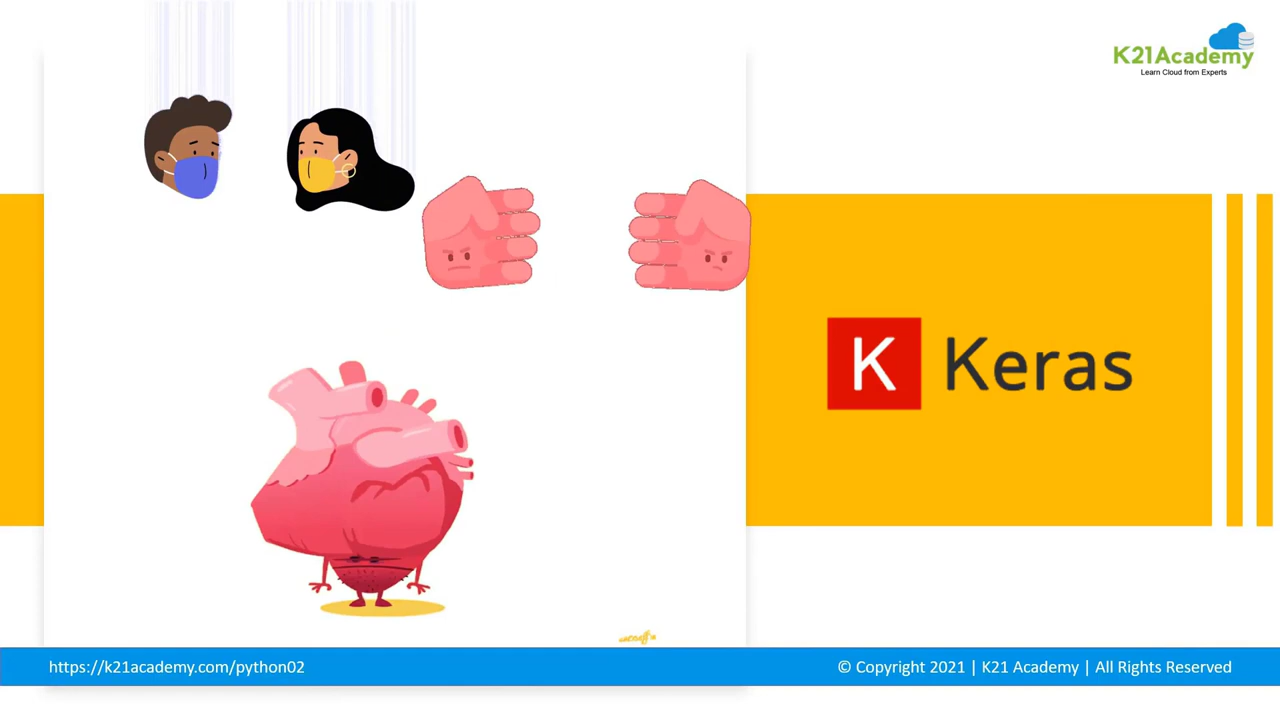 K21Academy
Learn Cloud from Experts
K Keras
https://k21academy.com/python02
© Copyright 2021 | K21 Academy | All Rights Reserved